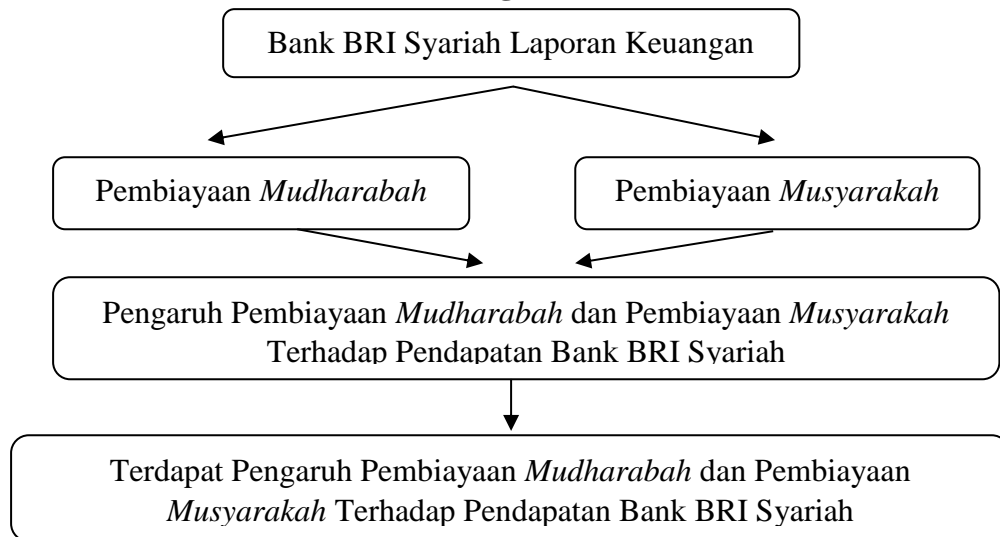 Bank BRI Syariah Laporan Keuangan
Pembiayaan Mudharabah
Pembiayaan Musyarakah
Pengaruh Pembiayaan Mudharabah dan Pembiayaan Musyarakah
Terhadap Pendapatan Bank BRI Syariah
Terdapat Pengaruh Pembiayaan Mudharabah dan Pembiayaan
Musyarakah Terhadap Pendapatan Bank BRI Syariah